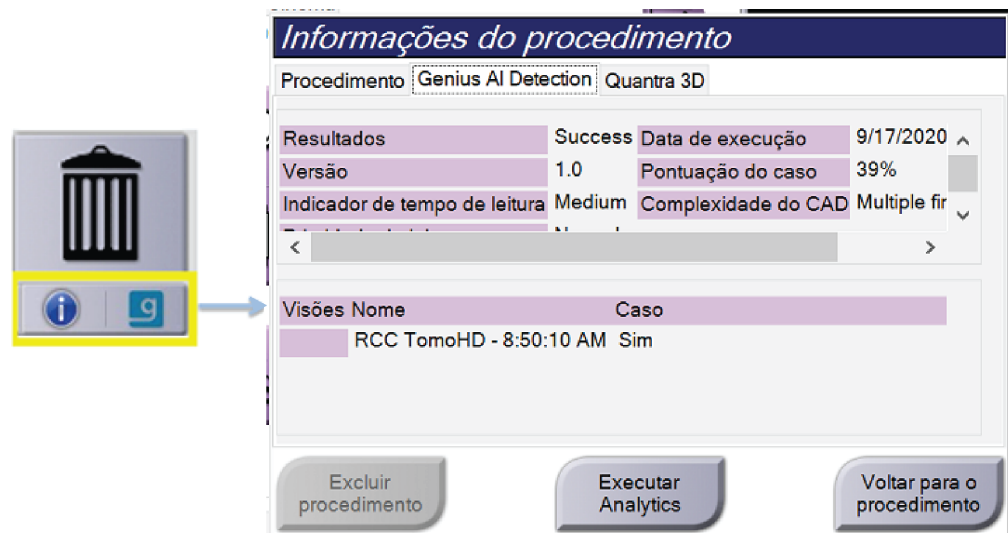 Informações do procedimento
Procedimento Genius AI Detection Quantra 3D
Resultados Success Data de execução 9/17/2020
Versão 1.0 Pontuação do caso 39%
Indicador de tempo de leitura Medium Complexidade do CAD Multiple fir
Visões Nome Caso
RCC TomoHD - 8:50:10 AM Sim
i g
Excluir procedimento
Executar Analytics
Voltar para o procedimento